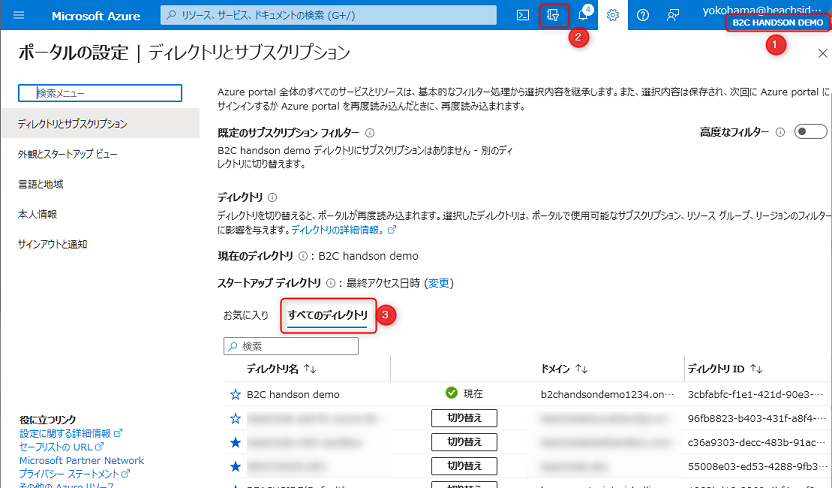 Microsoft Azure
リソース、サービス、ドキュメントの検索 (G+/)
4
yokohama@beachsid...
B2C HANDSON DEMO
1
2
ポータルの設定 | ディレクトリとサブスクリプション
検索メニュー
ディレクトリとサブスクリプション
外観とスタートアップ ビュー
言語と地域
本人情報
サインアウトと通知
役に立つリンク
設定に関する詳細情報
セーフリストの URL
Microsoft Partner Network
プライバシー ステートメント
その他の Azure リソース
Azure portal 全体のすべてのサービスとリソースは、基本的なフィルター処理から選択内容を継承します。また、選択内容は保存され、次回に Azure portal に
サインインするか Azure portal を再度読み込んだときに、再度読み込まれます。
既定のサブスクリプション フィルター
高度なフィルター
B2C handson demo ディレクトリにサブスクリプションはありません - 別のディ
レクトリに切り替えます。
ディレクトリ
ディレクトリを切り替えると、ポータルが再度読み込まれます。選択したディレクトリは、ポータルで使用可能なサブスクリプション、リソース グループ、リージョンのフィルター
に影響を与えます。ディレクトリの詳細情報。
現在のディレクトリ : B2C handson demo
スタートアップ ディレクトリ : 最終アクセス日時 (変更)
お気に入り すべてのディレクトリ 3
検索
ディレクトリ名 ↑↓ ドメイン ↑↓ ディレクトリ ID ↑↓
B2C handson demo 現在 b2chandsondemo1234.on... 3cbfabfc-f1e1-421d-90e3-...
切り替え 96fb8823-b403-431f-a8f4-...
切り替え c36a9303-decc-483b-91ac...
切り替え 55008e03-ed53-4288-9fb3...